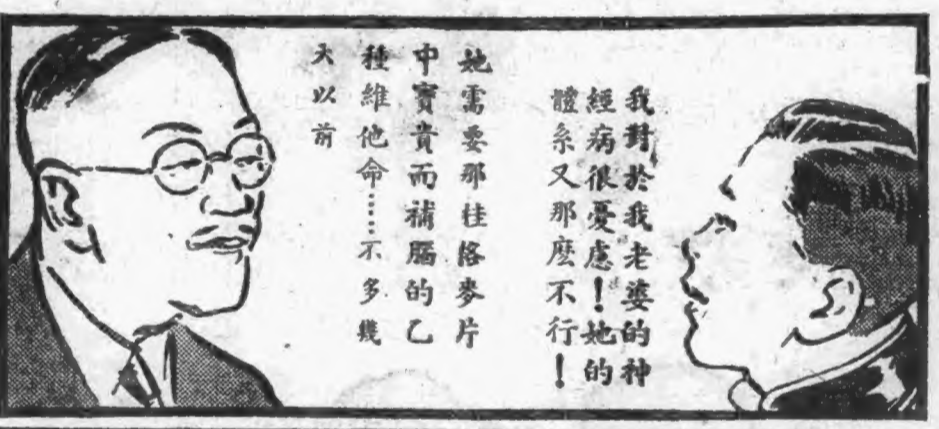 我對於我老婆的神
經病很憂慮！她的
體系又那麽不行！
她需要那桂格麥片
中寶貴而補腦的乙
種維他命……不多幾
天以前